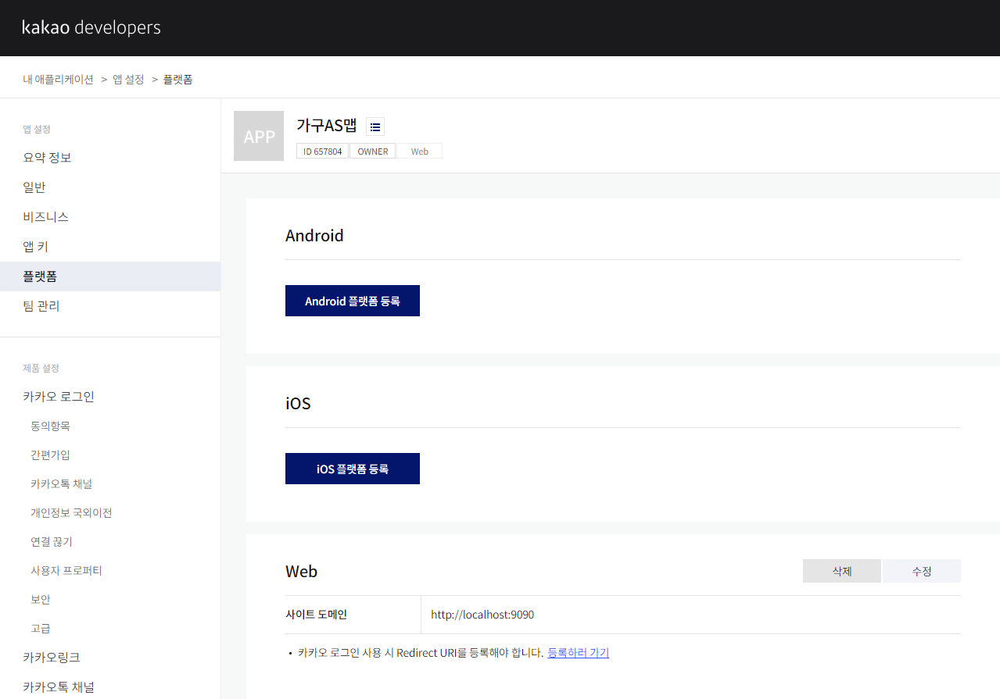 kakao developers
내 애플리케이션 > 앱 설정 > 플랫폼
앱 설정
요약 정보
일반
비즈니스
앱 키
플랫폼
팀 관리
제품 설정
카카오 로그인
동의항목
간편가입
카카오톡 채널
개인정보 국외이전
연결 끊기
사용자 프로퍼티
보안
고급
카카오링크
카카오톡 채널
APP
가구AS맵
ID 657804 OWNER Web
Android
Android 플랫폼 등록
iOS
iOS 플랫폼 등록
Web 삭제 수정
사이트 도메인 http://localhost:9090
• 카카오 로그인 사용 시 Redirect URI를 등록해야 합니다. 등록하러 가기